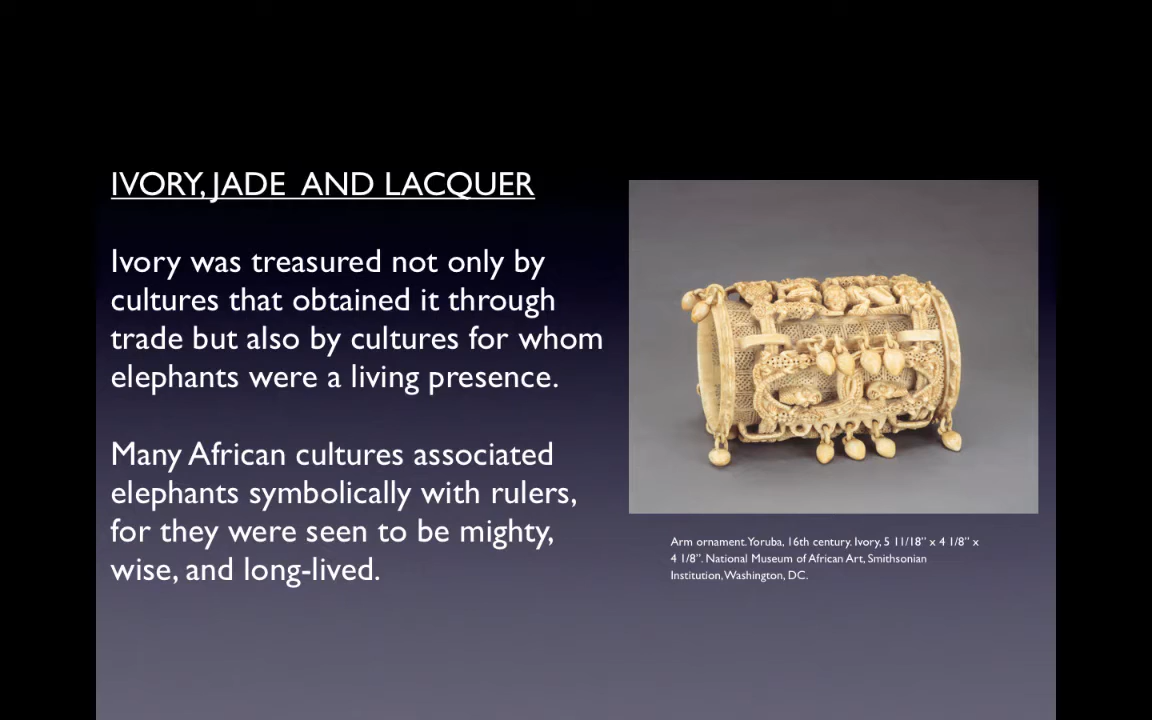 IVORY, JADE  AND LACQUER
Ivory was treasured not only by
cultures that obtained it through
trade but also by cultures for whom
elephants were a living presence.
Many African cultures associated
elephants symbolically with rulers,
for they were seen to be mighty,
wise, and long-lived.
Arm ornament. Yoruba, 16th century. Ivory, 5 11/18” x 4 1/8” x
4 1/8”. National Museum of African Art, Smithsonian
Institution, Washington, DC.